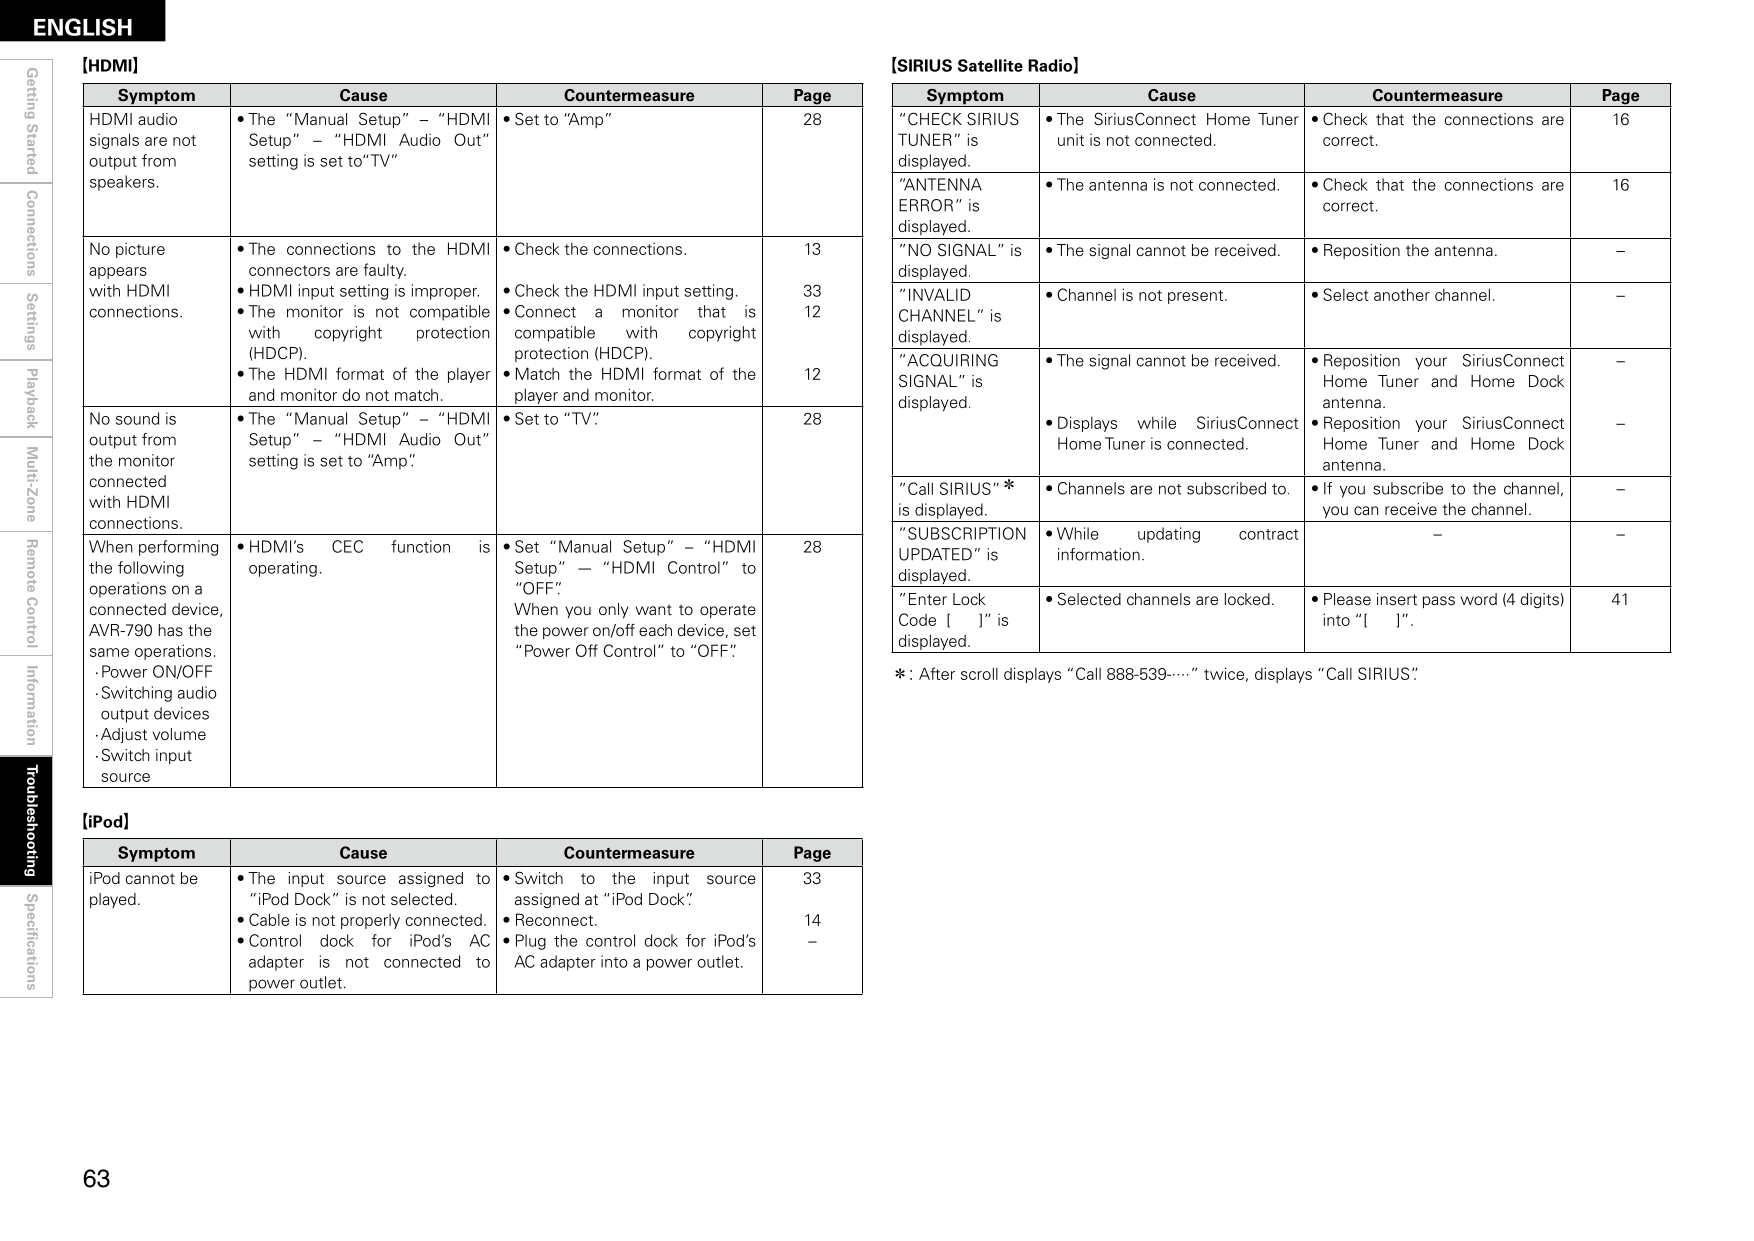 ENGLISH
Getting Started
Connections
Settings
Playback
Multi-Zone
Remote Control
Information
Troubleshooting
Specifications
【HDMI】
Symptom Cause Countermeasure Page
HDMI audio
signals are not
output from
speakers.
• The “Manual Setup” – “HDMI
Setup” – “HDMI Audio Out”
setting is set to“TV”
• Set to “Amp”
28
No picture
appears
with HDMI
connections.
• The connections to the HDMI
connectors are faulty.
• HDMI input setting is improper.
• The monitor is not compatible
with copyright protection
(HDCP).
• The HDMI format of the player
and monitor do not match.
• Check the connections.
• Check the HDMI input setting.
• Connect a monitor that is
compatible with copyright
protection (HDCP).
• Match the HDMI format of the
player and monitor.
13
33
12
12
No sound is
output from
the monitor
connected
with HDMI
connections.
• The “Manual Setup” – “HDMI
Setup” – “HDMI Audio Out”
setting is set to “Amp”.
• Set to “TV”.
28
When performing
the following
operations on a
connected device,
AVR-790 has the
same operations.
·Power ON/OFF
·Switching audio
output devices
·Adjust volume
·Switch input
source
• HDMI’s CEC function is
operating.
• Set “Manual Setup” – “HDMI
Setup” — “HDMI Control” to
“OFF”.
When you only want to operate
the power on/off each device, set
“Power Off Control” to “OFF”.
28
【iPod】
Symptom Cause Countermeasure Page
iPod cannot be
played.
• The input source assigned to
“iPod Dock” is not selected.
• Cable is not properly connected.
• Control dock for iPod’s AC
adapter is not connected to
power outlet.
• Switch to the input source
assigned at “iPod Dock”.
• Reconnect.
• Plug the control dock for iPod’s
AC adapter into a power outlet.
33
14
–
【SIRIUS Satellite Radio】
Symptom Cause Countermeasure Page
“CHECK SIRIUS
TUNER” is
displayed.
• The SiriusConnect Home Tuner
unit is not connected.
• Check that the connections are
correct.
16
”ANTENNA
ERROR” is
displayed.
• The antenna is not connected.
• Check that the connections are
correct.
16
”NO SIGNAL” is
displayed.
• The signal cannot be received.
• Reposition the antenna.
–
”INVALID
CHANNEL” is
displayed.
• Channel is not present.
• Select another channel.
–
”ACQUIRING
SIGNAL” is
displayed.
• The signal cannot be received.
• Displays while SiriusConnect
Home Tuner is connected.
• Reposition your SiriusConnect
Home Tuner and Home Dock
antenna.
• Reposition your SiriusConnect
Home Tuner and Home Dock
antenna.
–
–
”Call SIRIUS”*
is displayed.
• Channels are not subscribed to.
• If you subscribe to the channel,
you can receive the channel.
–
“SUBSCRIPTION
UPDATED” is
displayed.
• While updating contract
information.
–
–
”Enter Lock
Code [ ]” is
displayed.
• Selected channels are locked.
• Please insert pass word (4 digits)
into “[ ]”.
41
*: After scroll displays “Call 888-539-····” twice, displays “Call SIRIUS”.
63